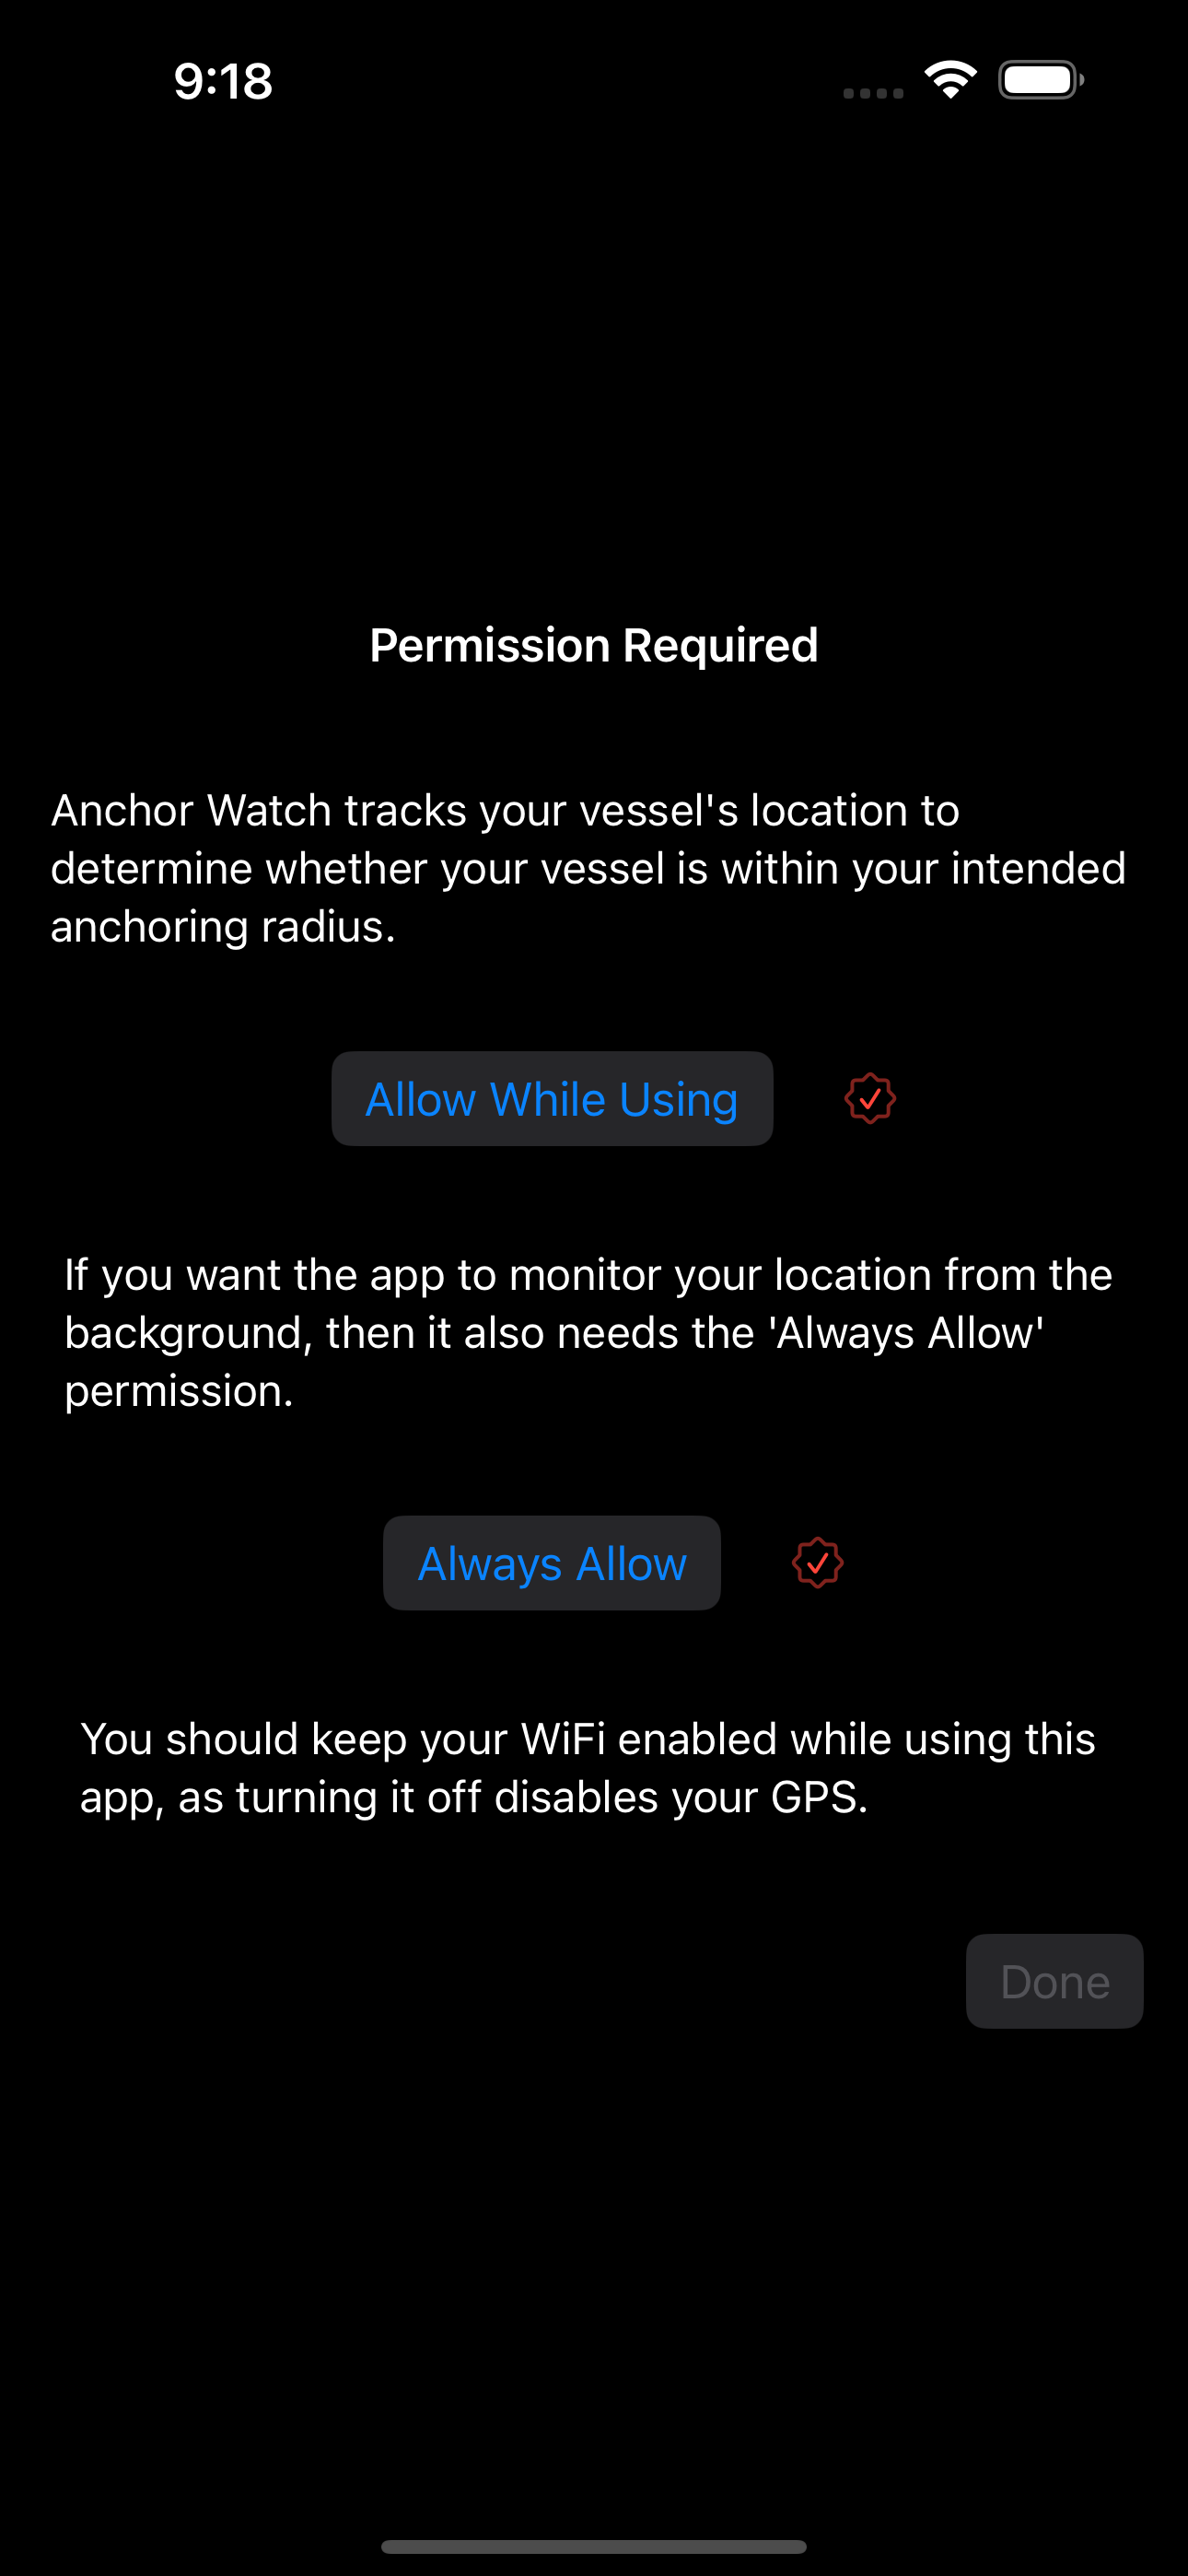 9:18
Permission Required
Anchor Watch tracks your vessel's location to
determine whether your vessel is within your intended
anchoring radius.
Allow While Using
If you want the app to monitor your location from the
background, then it also needs the 'Always Allow'
permission.
Always Allow
You should keep your WiFi enabled while using this
app, as turning it off disables your GPS.
Done